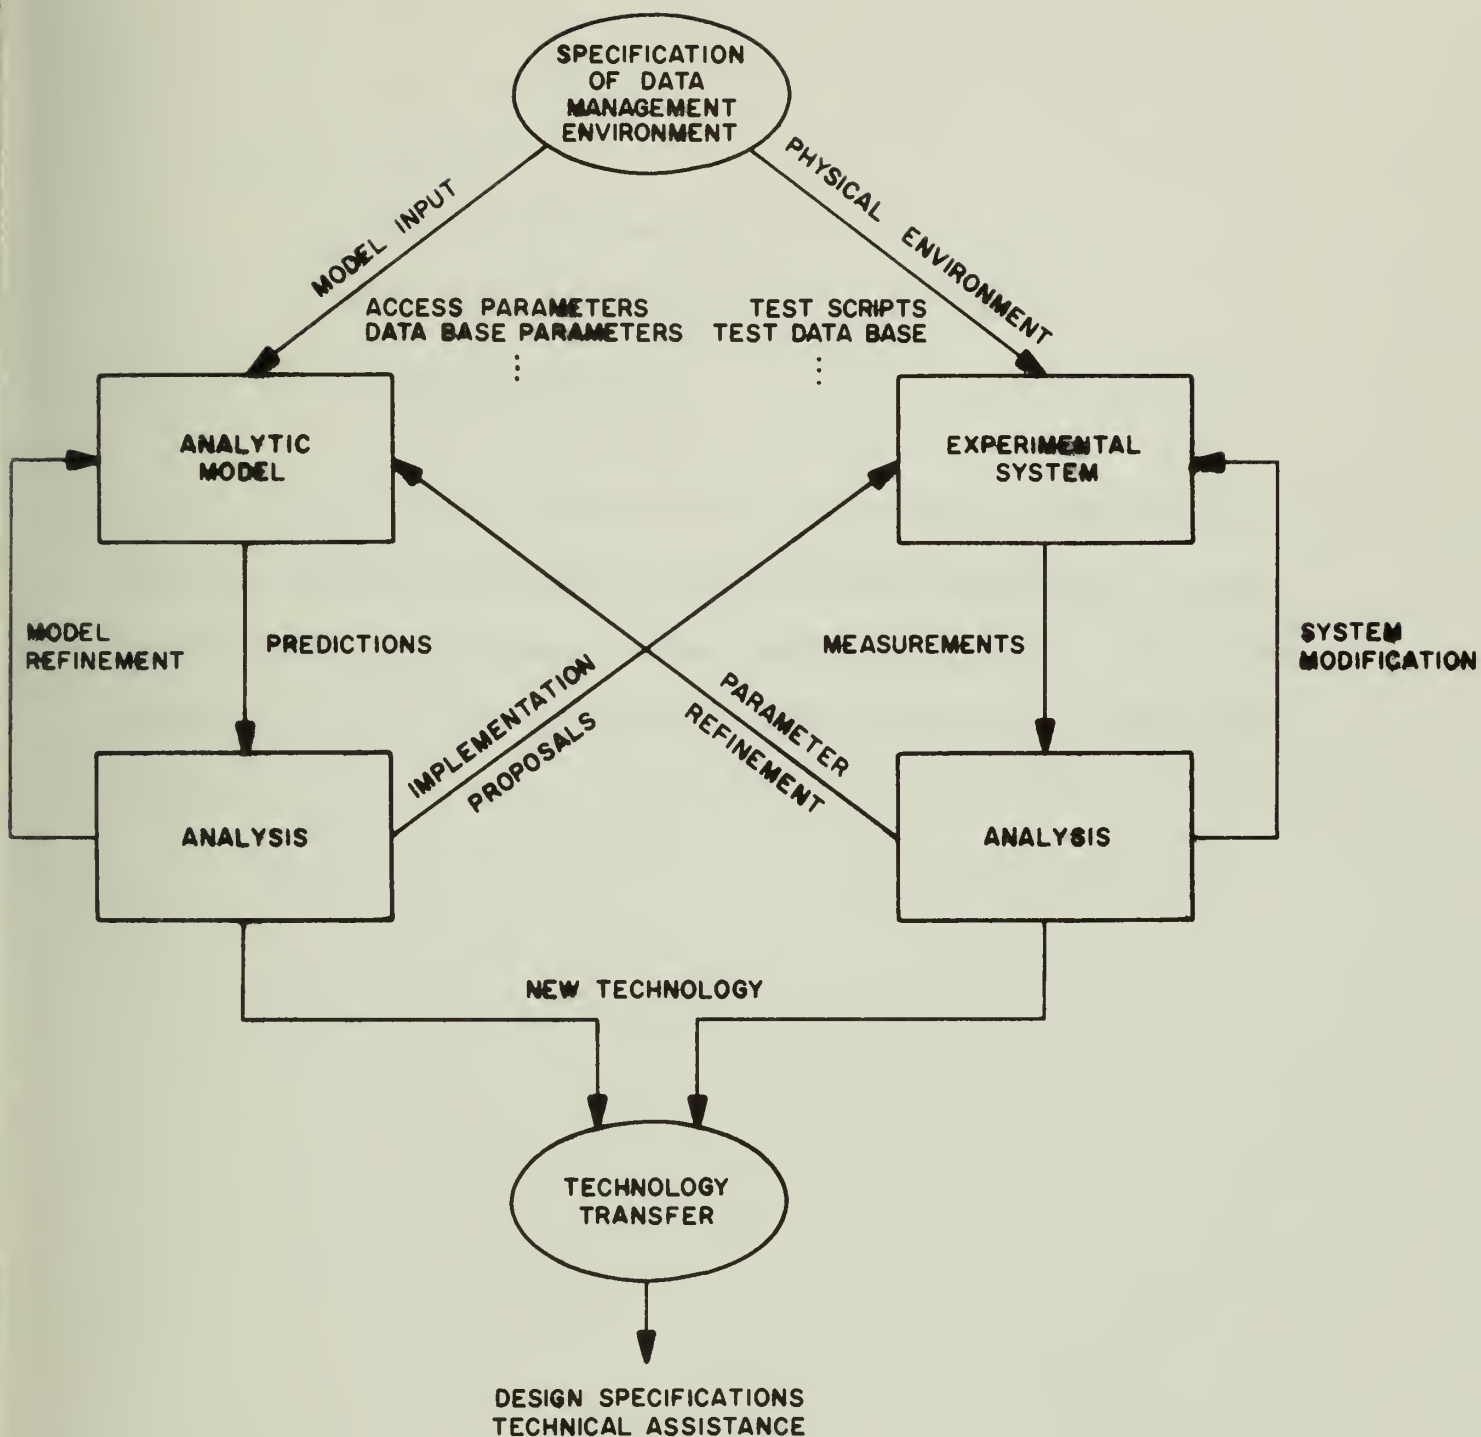 SPECIFICATION
OF DATA
MANAGEMENT
ENVIRONMENT
MODEL INPUT
PHYSICAL ENVIRONMENT
ACCESS PARAMETERS
DATA BASE PARAMETERS
⋮
TEST SCRIPTS
TEST DATA BASE
⋮
ANALYTIC
MODEL
EXPERIMENTAL
SYSTEM
MODEL
REFINEMENT
PREDICTIONS
MEASUREMENTS
SYSTEM
MODIFICATION
IMPLEMENTATION
PROPOSALS
PARAMETER
REFINEMENT
ANALYSIS
ANALYSIS
NEW TECHNOLOGY
TECHNOLOGY
TRANSFER
DESIGN SPECIFICATIONS
TECHNICAL ASSISTANCE